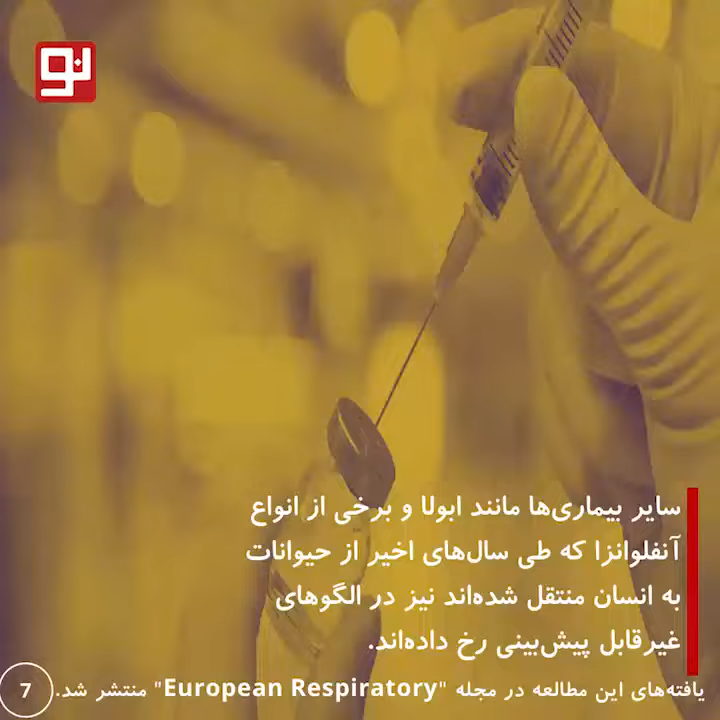 نو
سایر بیماری‌ها مانند ابولا و برخی از انواع
آنفلوانزا که طی سال‌های اخیر از حیوانات
به انسان منتقل شده‌اند نیز در الگوهای
غیرقابل پیش‌بینی رخ داده‌اند.
یافته‌های این مطالعه در مجله "European Respiratory" منتشر شد.
7